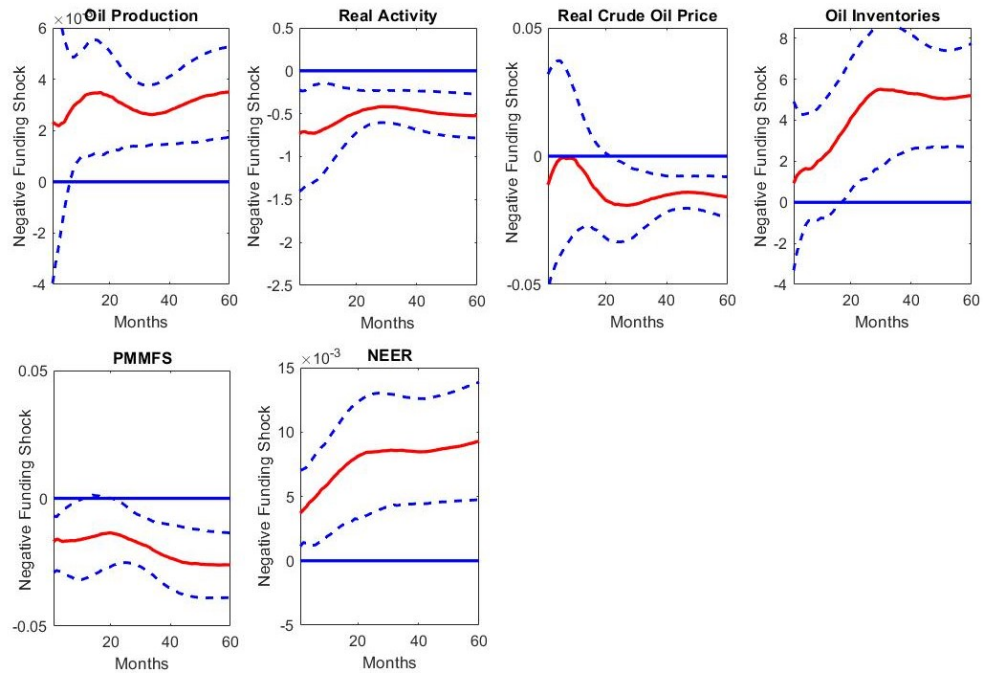 Oil Production
×10
6
4
2
0
-2
-4
20
40
60
Months
Negative Funding Shock
Real Activity
0.5
0
-0.5
-1
-1.5
-2
-2.5
20
40
60
Months
Negative Funding Shock
Real Crude Oil Price
0.05
0
-0.05
20
40
60
Months
Negative Funding Shock
Oil Inventories
8
6
4
2
0
-2
-4
20
40
60
Months
Negative Funding Shock
PMMFS
0.05
0
-0.05
20
40
60
Months
Negative Funding Shock
NEER
×10⁻³
15
10
5
0
-5
20
40
60
Months
Negative Funding Shock